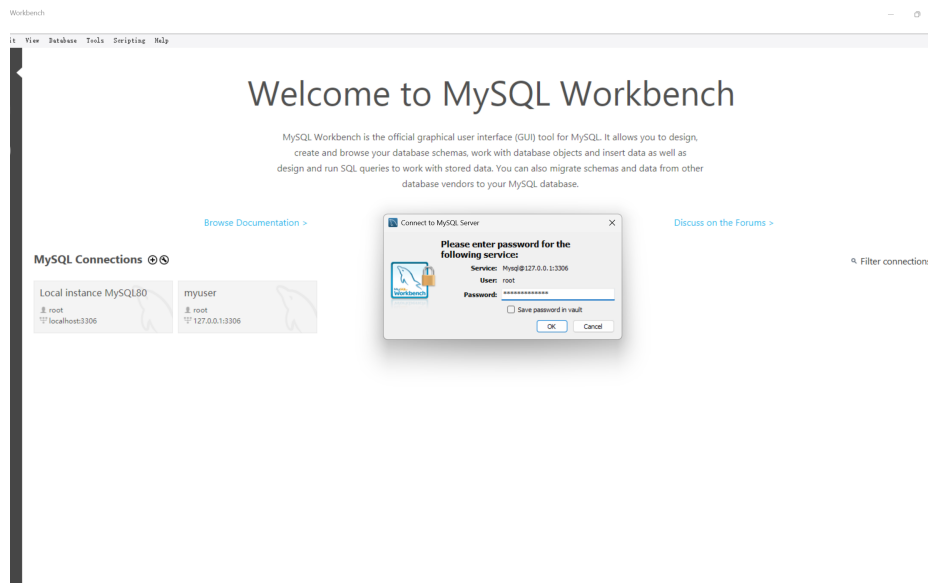 Workbench
it View Database Tools Scripting Help
Welcome to MySQL Workbench
MySQL Workbench is the official graphical user interface (GUI) tool for MySQL. It allows you to design,
create and browse your database schemas, work with database objects and insert data as well as
design and run SQL queries to work with stored data. You can also migrate schemas and data from other
database vendors to your MySQL database.
Browse Documentation >
Discuss on the Forums >
Connect to MySQL Server
Please enter password for the
following service:
Service: Mysql@127.0.0.1:3306
User: root
Password: *************
Save password in vault
OK Cancel
MySQL
Workbench
MySQL Connections
Filter connections
Local instance MySQL80
root
localhost:3306
myuser
root
127.0.0.1:3306